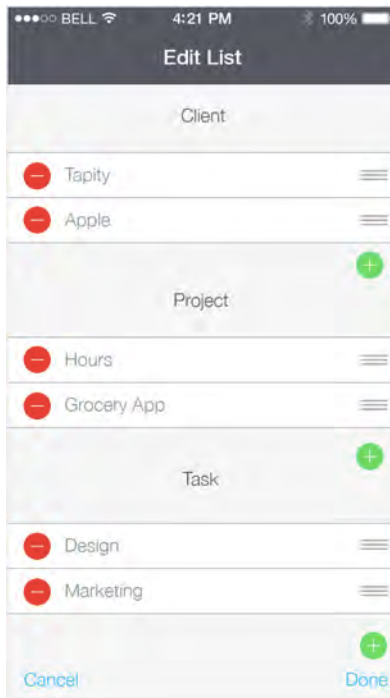 BELL 4:21 PM 100%
Edit List
Client
Tapity
Apple
Project
Hours
Grocery App
Task
Design
Marketing
Cancel Done